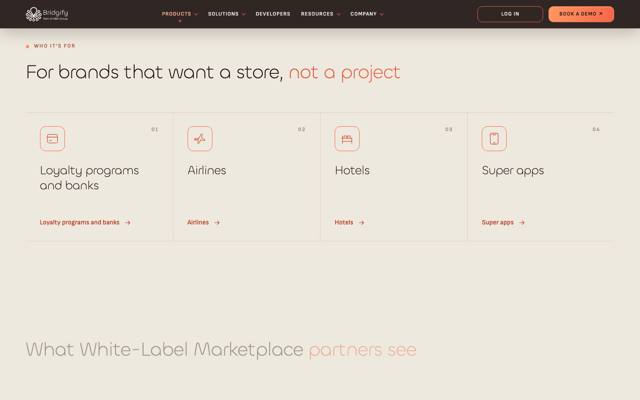 Bridgify
PRODUCTS
SOLUTIONS
DEVELOPERS
RESOURCES
COMPANY
LOG IN
BOOK A DEMO ↗
WHO IT'S FOR
For brands that want a store, not a project
01
Loyalty programs
and banks
Loyalty programs and banks →
02
Airlines
Airlines →
03
Hotels
Hotels →
04
Super apps
Super apps →
What White-Label Marketplace partners see